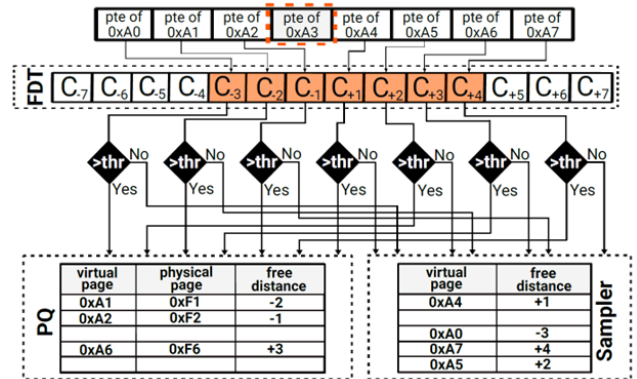 pte of pte of pte of pte of pte of pte of pte of pte of
0xA0 0xA1 0xA2 0xA3 0xA4 0xA5 0xA6 0xA7
FDT
C-7 C-6 C-5 C-4 C-3 C-2 C-1 C+1 C+2 C+3 C+4 C+5 C+6 C+7
>thr No >thr No >thr No >thr No >thr No >thr No >thr No
Yes Yes Yes Yes Yes Yes Yes
PQ
virtual physical free
page page distance
0xA1 0xF1 -2
0xA2 0xF2 -1
0xA6 0xF6 +3
virtual free
page distance
0xA4 +1
0xA0 -3
0xA7 +4
0xA5 +2
Sampler